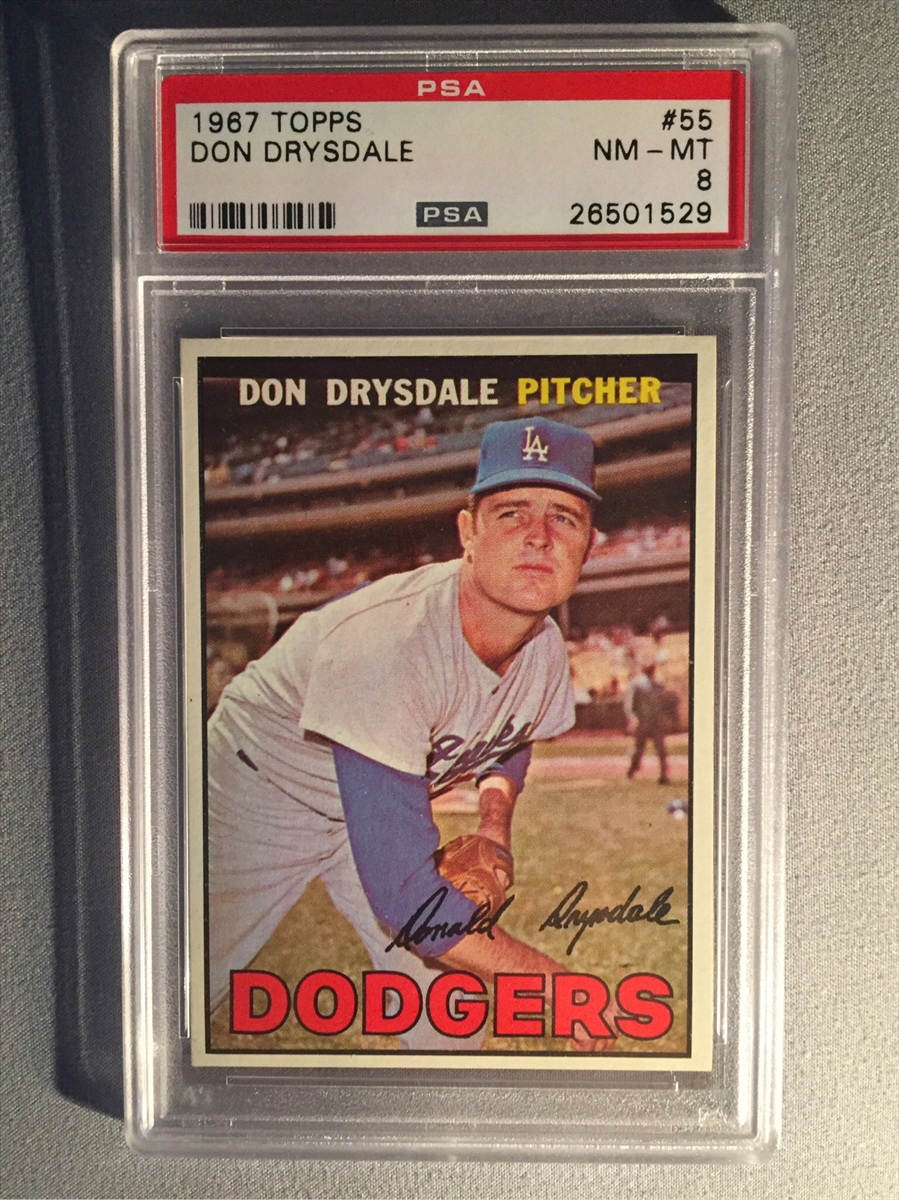 PSA
1967 TOPPS #55
DON DRYSDALE NM - MT
8
PSA 26501529
DON DRYSDALE PITCHER
LA
Donald Drysdale
DODGERS